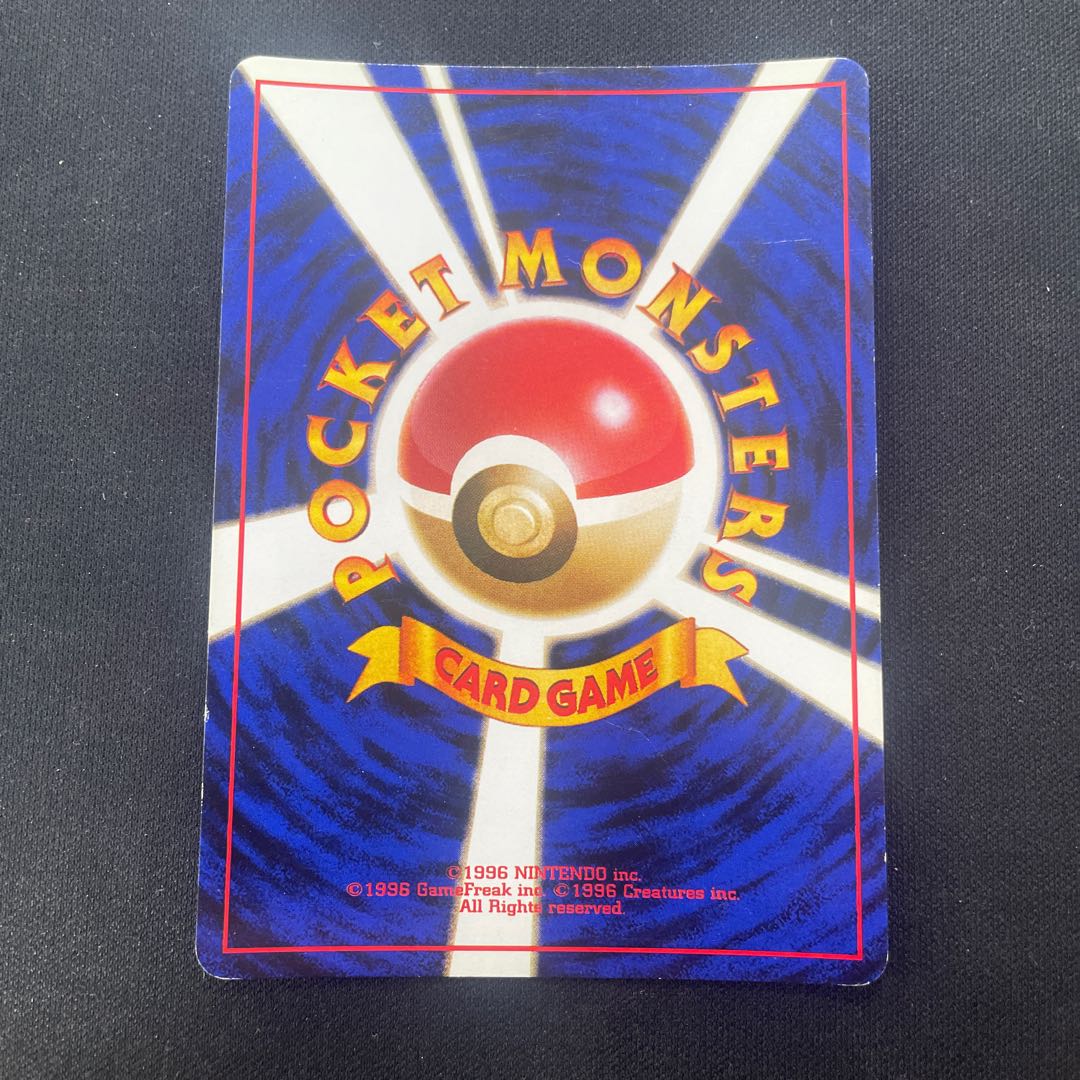 POCKET MONSTERS
CARD GAME
©1996 NINTENDO inc.
©1996 GameFreak inc. ©1996 Creatures inc.
All Rights reserved.